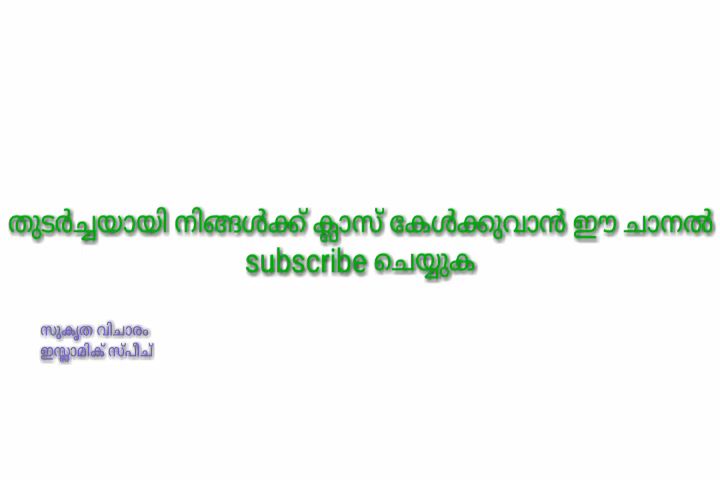 തുടർച്ചയായി നിങ്ങൾക്ക് ക്ലാസ് കേൾക്കുവാൻ ഈ ചാനൽ
subscribe ചെയ്യുക
സുകൃത വിചാരം
ഇസ്ലാമിക് സ്പീച്